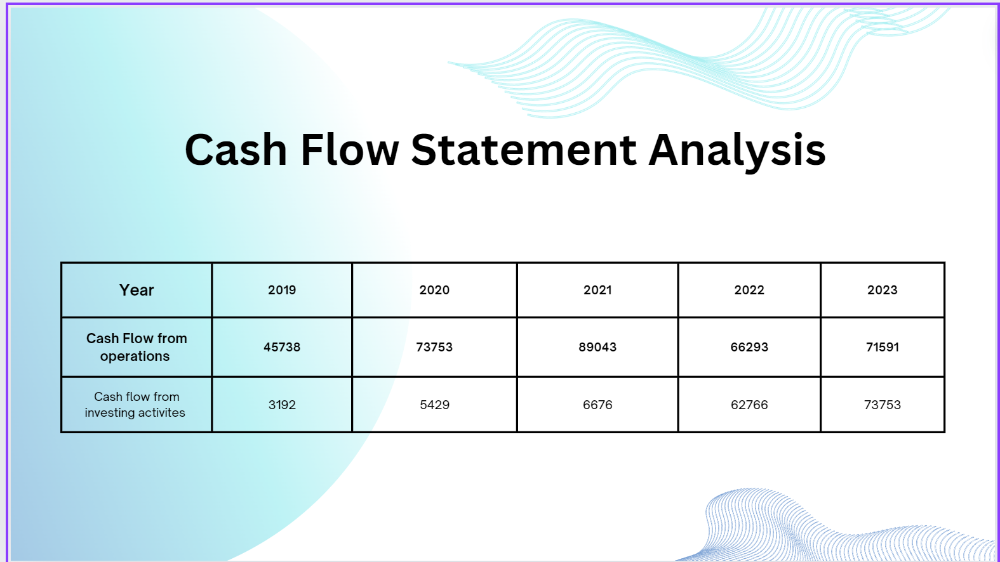 Cash Flow Statement Analysis
Year 2019 2020 2021 2022 2023
Cash Flow from
operations 45738 73753 89043 66293 71591
Cash flow from
investing activites 3192 5429 6676 62766 73753